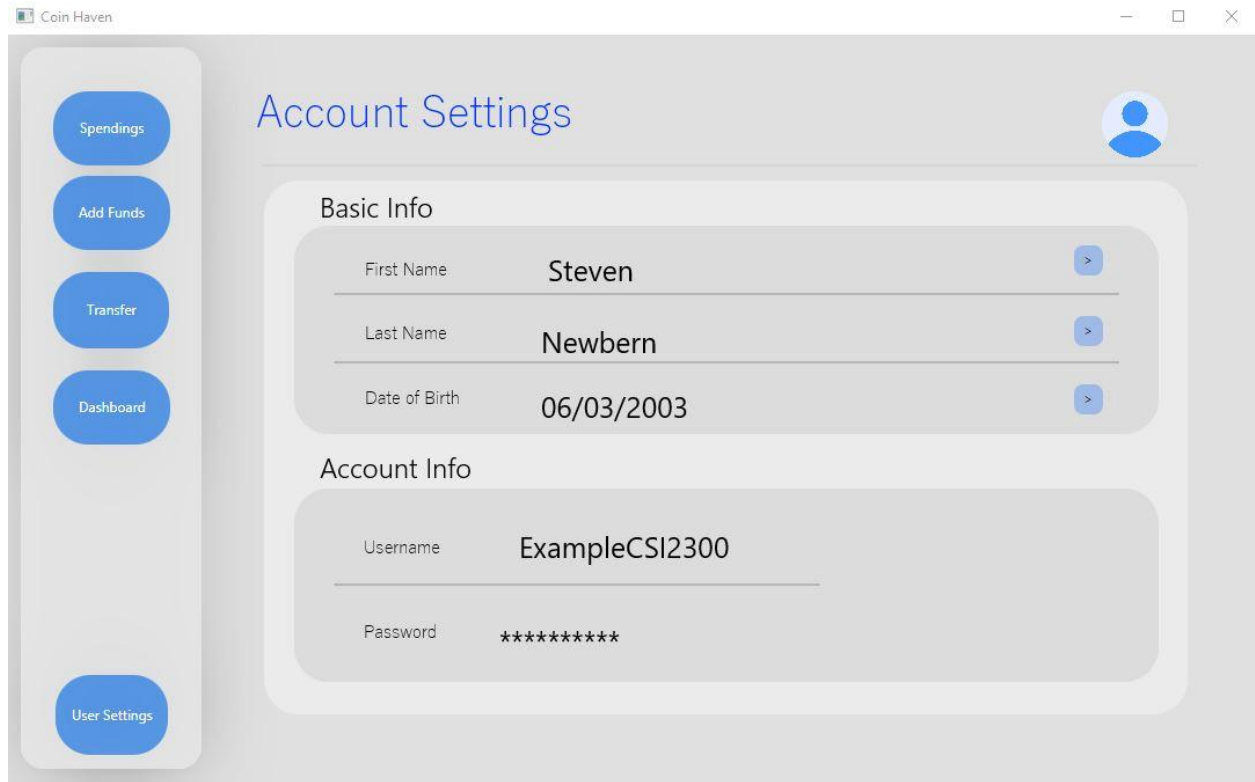 Coin Haven
Spendings
Add Funds
Transfer
Dashboard
User Settings
Account Settings
Basic Info
First Name Steven >
Last Name Newbern >
Date of Birth 06/03/2003 >
Account Info
Username ExampleCSI2300
Password **********